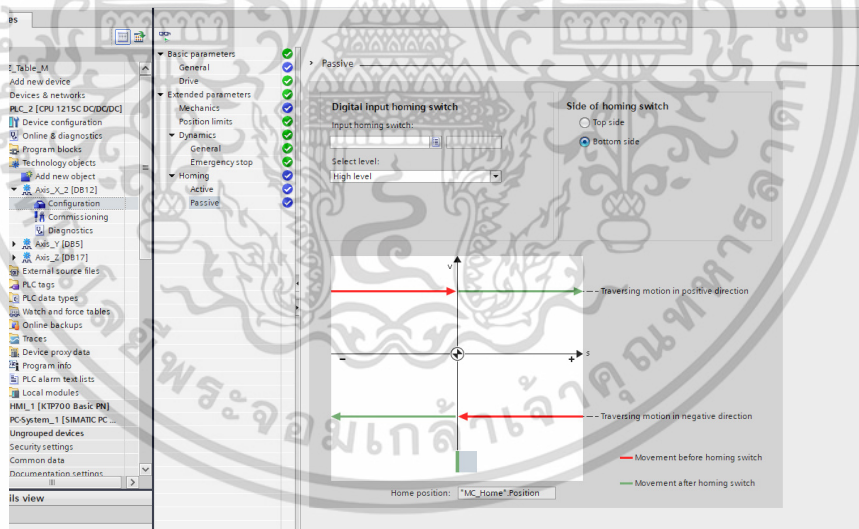 es
E_Table_M
Add new device
Devices & networks
PLC_2 [CPU 1215C DC/DC/DC]
Device configuration
Online & diagnostics
Program blocks
Technology objects
Add new object
Axis_X_2 [DB12]
Configuration
Commissioning
Diagnostics
Axis_Y [DB5]
Axis_Z [DB17]
External source files
PLC tags
PLC data types
Watch and force tables
Online backups
Traces
Device proxy data
Program info
PLC alarm text lists
Local modules
HMI_1 [KTP700 Basic PN]
PC-System_1 [SIMATIC PC ...
Ungrouped devices
Security settings
Common data
Documentation settings
ils view
Basic parameters
General
Drive
Extended parameters
Mechanics
Position limits
Dynamics
General
Emergency stop
Homing
Active
Passive
Passive
Digital input homing switch
Input homing switch:
Select level:
High level
Side of homing switch
Top side
Bottom side
v
Traversing motion in positive direction
s
- +
Traversing motion in negative direction
Movement before homing switch
Movement after homing switch
Home position: "MC_Home".Position